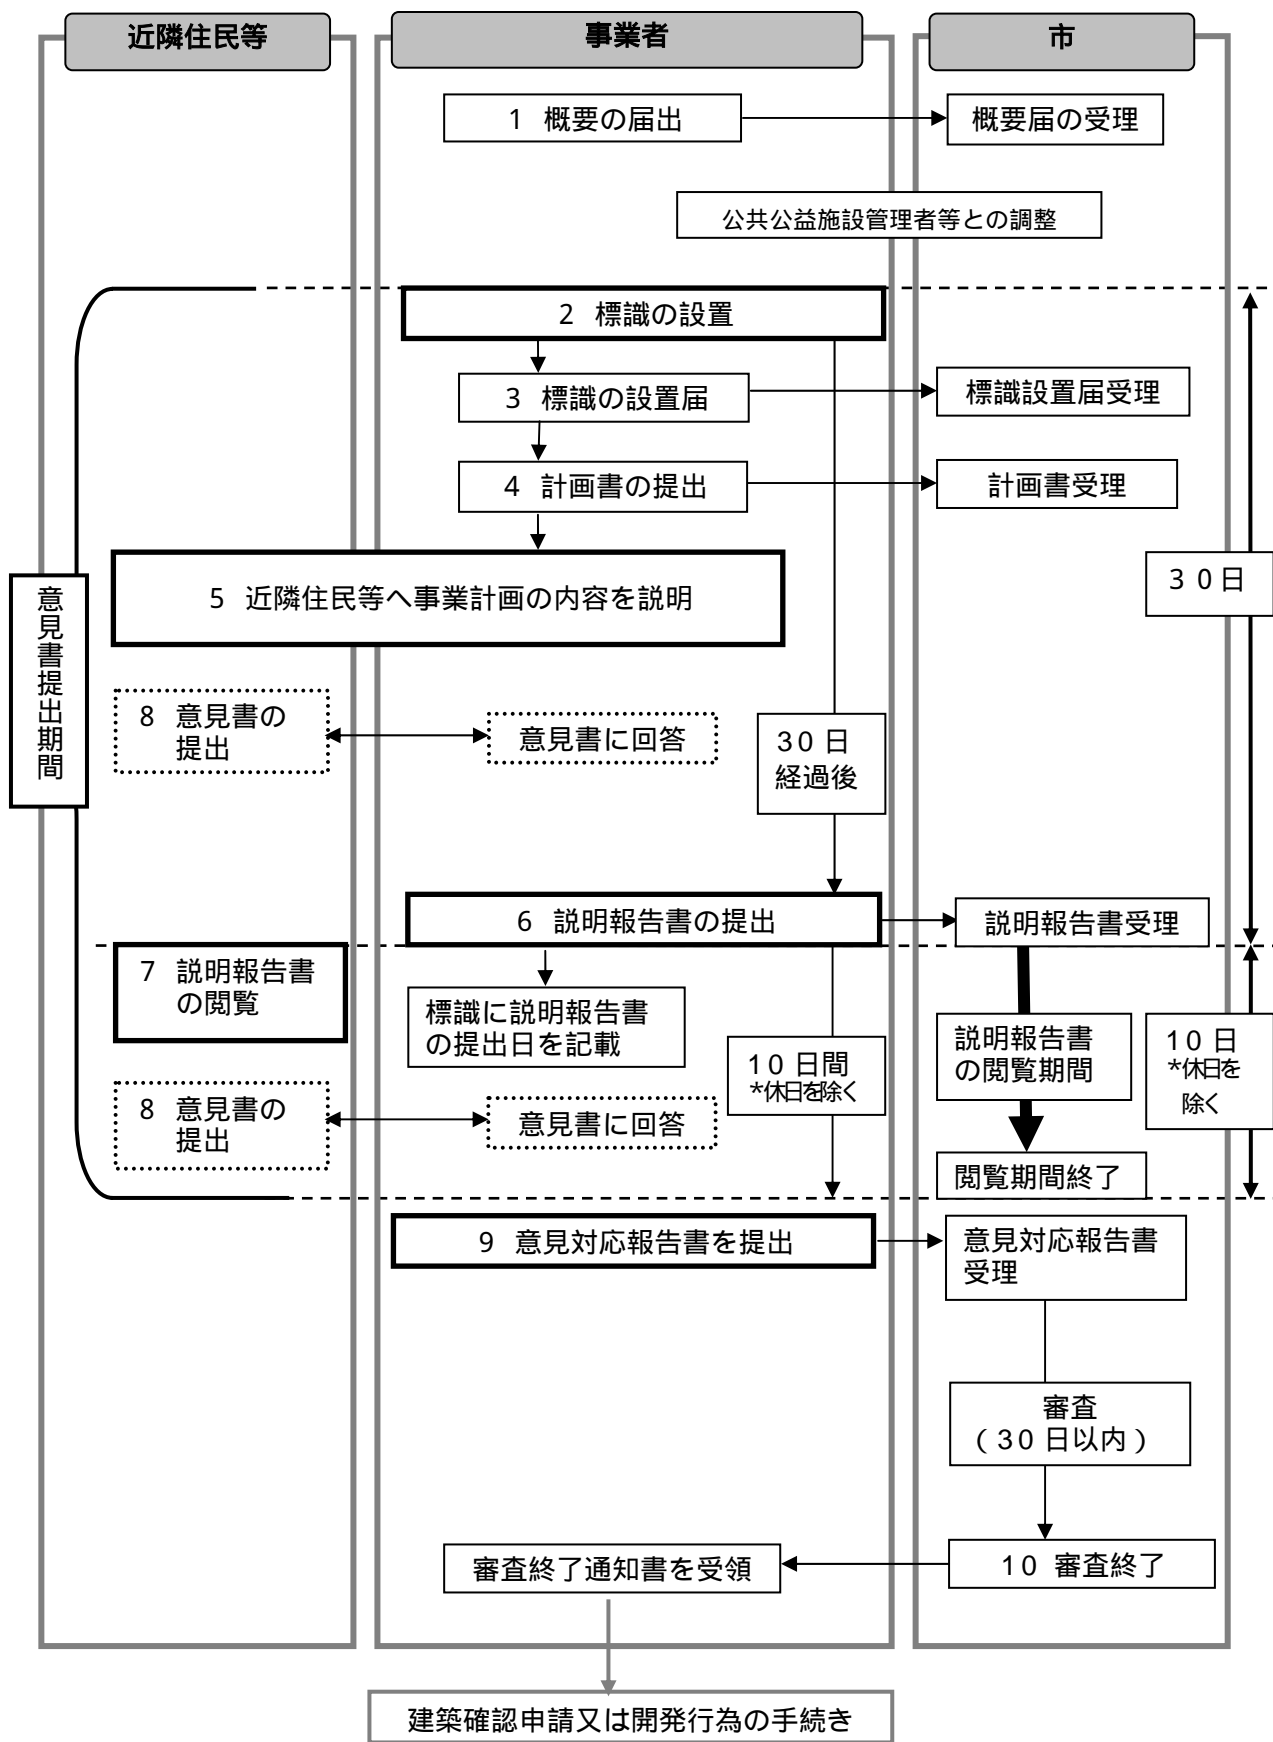 近隣住民等
事業者
市
1 概要の届出
概要届の受理
公共公益施設管理者等との調整
2 標識の設置
3 標識の設置届
標識設置届受理
4 計画書の提出
計画書受理
5 近隣住民等へ事業計画の内容を説明
30日
意見書提出期間
8 意見書の
提出
意見書に回答
30日
経過後
6 説明報告書の提出
説明報告書受理
7 説明報告書
の閲覧
標識に説明報告書
の提出日を記載
10日間
*休日を除く
説明報告書
の閲覧期間
10日
*休日を
除く
8 意見書の
提出
意見書に回答
閲覧期間終了
9 意見対応報告書を提出
意見対応報告書
受理
審査
(30日以内)
10 審査終了
審査終了通知書を受領
建築確認申請又は開発行為の手続き